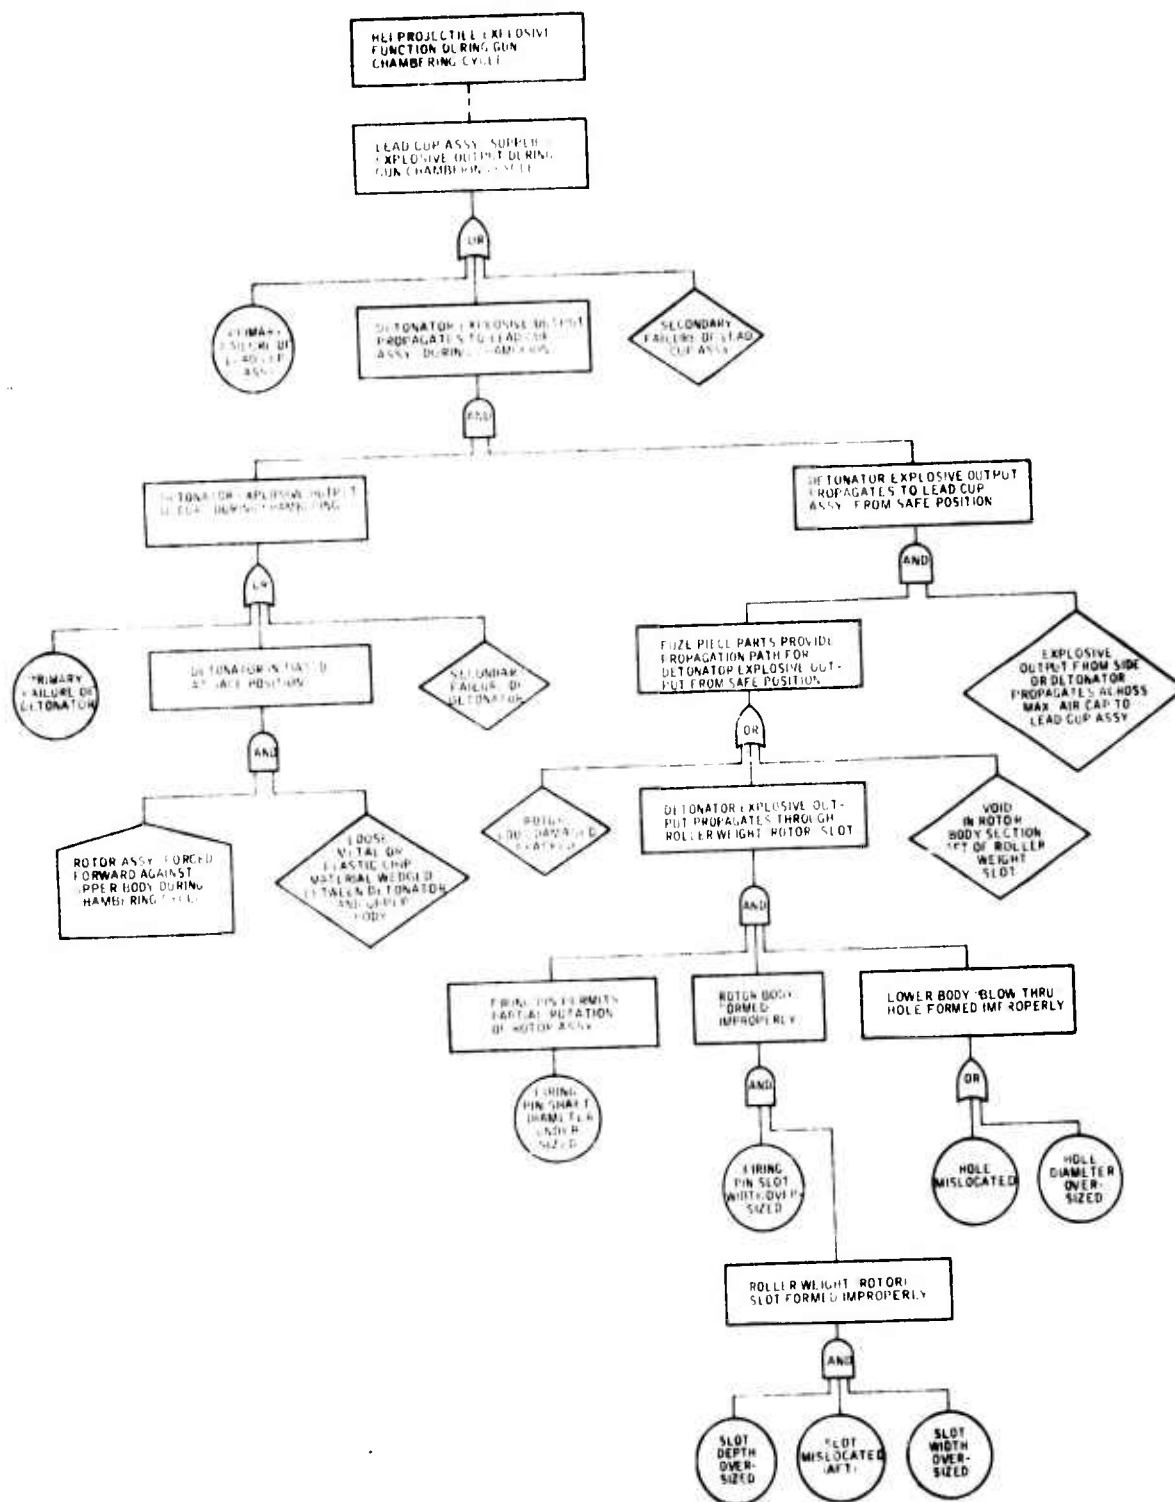 HEI PROJECTILE EXPLOSIVE
FUNCTION DURING GUN
CHAMBERING CYCLE
LEAD CUP ASSY
EXPLOSIVE OUTPUT DURING
GUN CHAMBERING CYCLE
OR
PRIMARY
FAILURE OF
LEAD CUP
ASSY
DETONATOR EXPLOSIVE OUTPUT
PROPAGATES TO LEAD CUP
ASSY DURING
SECONDARY
FAILURE OF LEAD
CUP ASSY
AND
DETONATOR EXPLOSIVE OUTPUT
DURING CHAMBERING
DETONATOR EXPLOSIVE OUTPUT
PROPAGATES TO LEAD CUP
ASSY FROM SAFE POSITION
OR
AND
PRIMARY
FAILURE OF
DETONATOR
DETONATOR INITIATED
AT SAFE POSITION
SECONDARY
FAILURE OF
DETONATOR
FUZE PIECE PARTS PROVIDE
PROPAGATION PATH FOR
DETONATOR EXPLOSIVE OUT-
PUT FROM SAFE POSITION
EXPLOSIVE
OUTPUT FROM SIDE
OR DETONATOR
PROPAGATES ACROSS
MAX. AIR CAP TO
LEAD CUP ASSY
AND
OR
ROTOR ASSY FORCED
FORWARD AGAINST
UPPER BODY DURING
CHAMBERING CYCLE
LOOSE
METAL OR
CHIP
MATERIAL WEDGED
BETWEEN DETONATOR
AND UPPER
BODY
ROTOR
DAMAGED
DETONATOR EXPLOSIVE OUT-
PUT PROPAGATES THROUGH
ROLLER WEIGHT ROTOR SLOT
VOID
IN ROTOR
BODY SECTION
AFT OF ROLLER
WEIGHT
SLOT
AND
FIRING PIN PERMITS
PARTIAL ROTATION
OF ROTOR ASSY
ROTOR BODY
FORMED
IMPROPERLY
LOWER BODY "BLOW THRU
HOLE FORMED IMPROPERLY
FIRING
PIN SHAFT
DIAMETER
UNDER
SIZED
AND
OR
FIRING
PIN SLOT
WIDTH OVER-
SIZED
HOLE
MISLOCATED
HOLE
DIAMETER
OVER-
SIZED
ROLLER WEIGHT (ROTOR)
SLOT FORMED IMPROPERLY
AND
SLOT
DEPTH
OVER-
SIZED
SLOT
MISLOCATED
(AFT)
SLOT
WIDTH
OVER-
SIZED